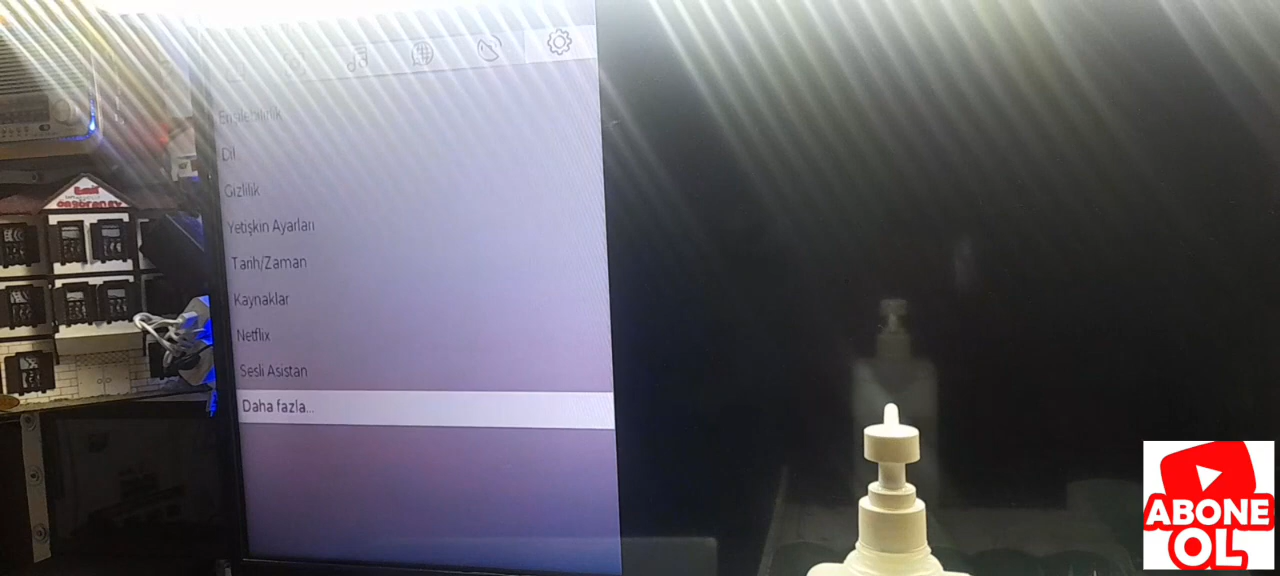 Erişilebilirlik
Dil
Gizlilik
Yetişkin Ayarları
Tarih/Zaman
Kaynaklar
Netflix
Sesli Asistan
Daha fazla...
ABONE
OL